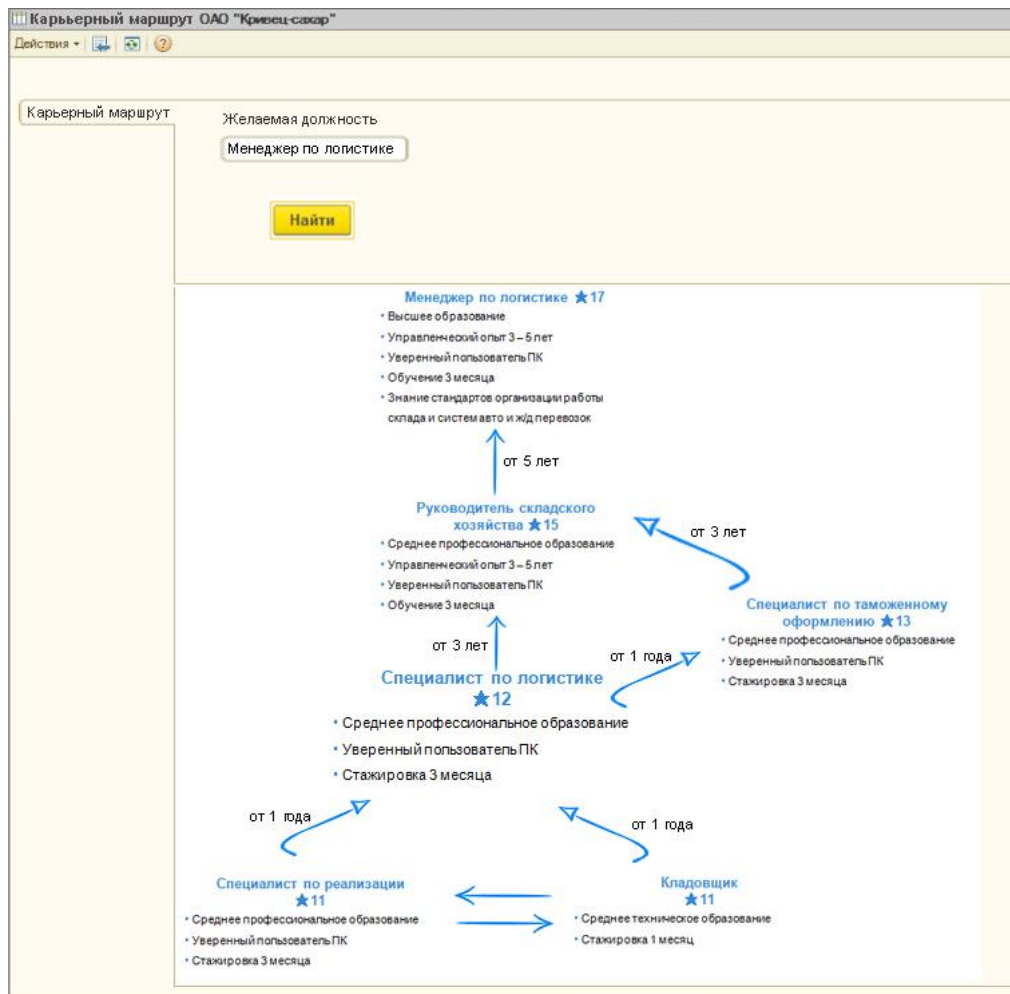 Карььерный маршрут ОАО "Кривец-сахар"
Действия
Карьерный маршрут
Желаемая должность
Менеджер по логистике
Найти
Менеджер по логистике ★17
• Высшее образование
• Управленческий опыт 3 – 5 лет
• Уверенный пользователь ПК
• Обучение 3 месяца
• Знание стандартов организации работы
склада и систем авто и ж/д перевозок
от 5 лет
Руководитель складского
хозяйства ★15
• Среднее профессиональное образование
• Управленческий опыт 3 – 5 лет
• Уверенный пользователь ПК
• Обучение 3 месяца
от 3 лет
Специалист по таможенному
оформлению ★13
• Среднее профессиональное образование
• Уверенный пользователь ПК
• Стажировка 3 месяца
от 3 лет
от 1 года
Специалист по логистике
★12
• Среднее профессиональное образование
• Уверенный пользователь ПК
• Стажировка 3 месяца
от 1 года
от 1 года
Специалист по реализации
★11
• Среднее профессиональное образование
• Уверенный пользователь ПК
• Стажировка 3 месяца
Кладовщик
★11
• Среднее техническое образование
• Стажировка 1 месяц